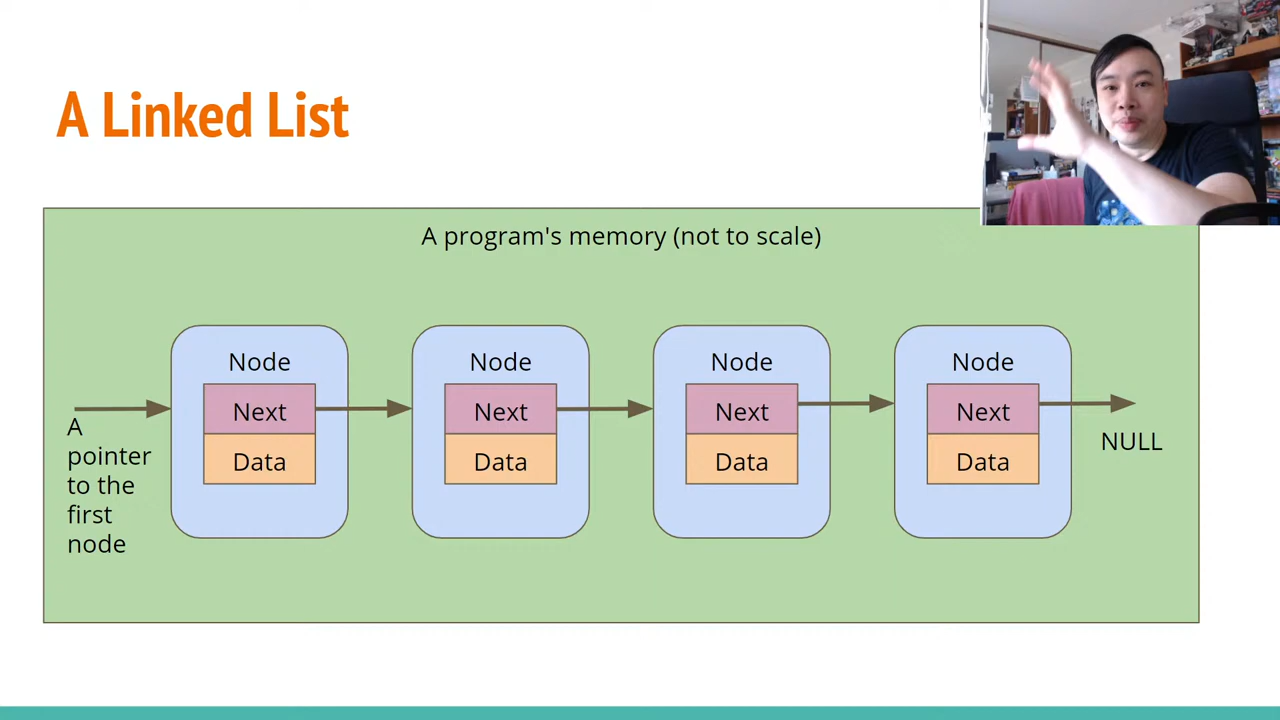 A Linked List
A program's memory (not to scale)
A
pointer
to the
first
node
Node
Next
Data
Node
Next
Data
Node
Next
Data
Node
Next
Data
NULL